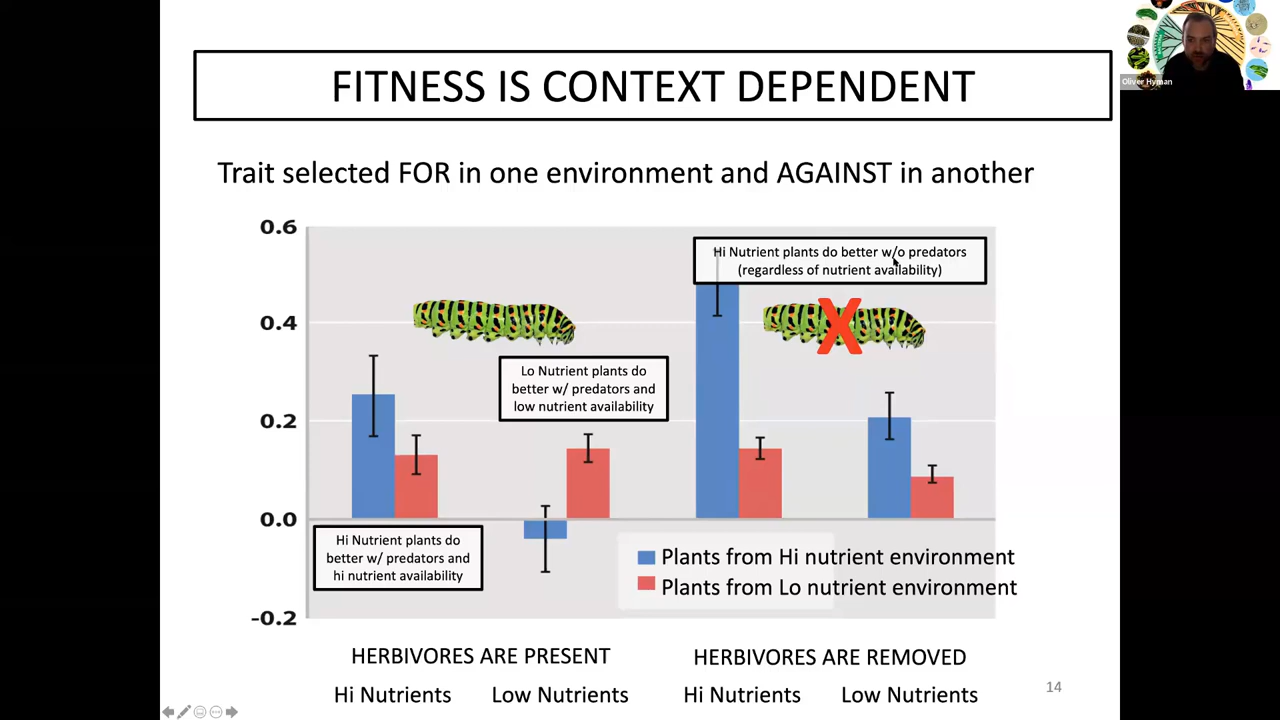 Oliver Hyman
FITNESS IS CONTEXT DEPENDENT
Trait selected FOR in one environment and AGAINST in another
0.6
0.4
0.2
0.0
-0.2
Hi Nutrient plants do better w/o predators
(regardless of nutrient availability)
X
Lo Nutrient plants do
better w/ predators and
low nutrient availability
Hi Nutrient plants do
better w/ predators and
hi nutrient availability
Plants from Hi nutrient environment
Plants from Lo nutrient environment
HERBIVORES ARE PRESENT
HERBIVORES ARE REMOVED
Hi Nutrients
Low Nutrients
Hi Nutrients
Low Nutrients
14